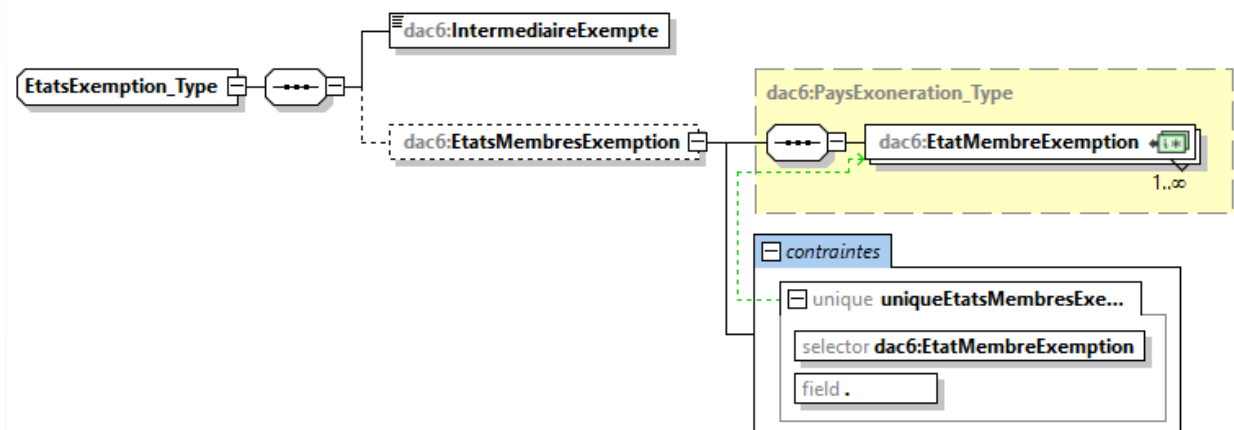 dac6:IntermediaireExempte
EtatsExemption_Type
dac6:PaysExoneration_Type
dac6:EtatsMembresExemption
dac6:EtatMembreExemption
1..∞
contraintes
unique uniqueEtatsMembresExe...
selector dac6:EtatMembreExemption
field .